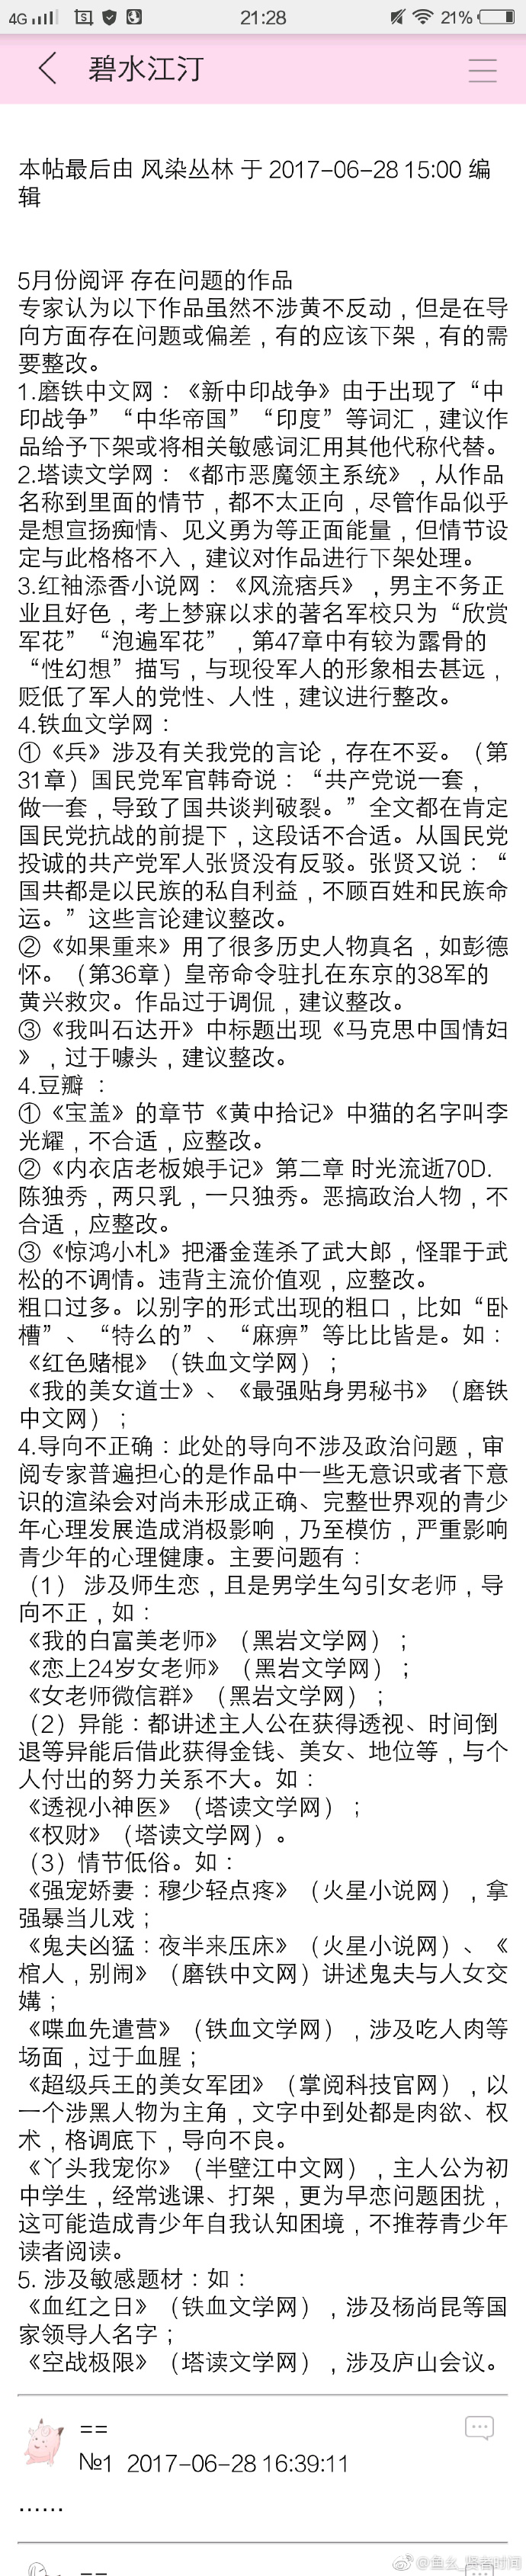 4G 21:28 21%
碧水江汀
本帖最后由 风染丛林 于 2017-06-28 15:00 编
辑
5月份阅评 存在问题的作品
专家认为以下作品虽然不涉黄不反动，但是在导
向方面存在问题或偏差，有的应该下架，有的需
要整改。
1.磨铁中文网：《新中印战争》由于出现了“中
印战争”“中华帝国”“印度”等词汇，建议作
品给予下架或将相关敏感词汇用其他代称代替。
2.塔读文学网：《都市恶魔领主系统》，从作品
名称到里面的情节，都不太正向，尽管作品似乎
是想宣扬痴情、见义勇为等正面能量，但情节设
定与此格格不入，建议对作品进行下架处理。
3.红袖添香小说网：《风流痞兵》，男主不务正
业且好色，考上梦寐以求的著名军校只为“欣赏
军花”“泡遍军花”，第47章中有较为露骨的
“性幻想”描写，与现役军人的形象相去甚远，
贬低了军人的党性、人性，建议进行整改。
4.铁血文学网：
①《兵》涉及有关我党的言论，存在不妥。（第
31章）国民党军官韩奇说：“共产党说一套，
做一套，导致了国共谈判破裂。”全文都在肯定
国民党抗战的前提下，这段话不合适。从国民党
投诚的共产党军人张贤没有反驳。张贤又说：“
国共都是以民族的私自利益，不顾百姓和民族命
运。”这些言论建议整改。
②《如果重来》用了很多历史人物真名，如彭德
怀。（第36章）皇帝命令驻扎在东京的38军的
黄兴救灾。作品过于调侃，建议整改。
③《我叫石达开》中标题出现《马克思中国情妇
》，过于噱头，建议整改。
4.豆瓣：
①《宝盖》的章节《黄中拾记》中猫的名字叫李
光耀，不合适，应整改。
②《内衣店老板娘手记》第二章 时光流逝70D.
陈独秀，两只乳，一只独秀。恶搞政治人物，不
合适，应整改。
③《惊鸿小札》把潘金莲杀了武大郎，怪罪于武
松的不调情。违背主流价值观，应整改。
粗口过多。以别字的形式出现的粗口，比如“卧
槽”、“特么的”、“麻痹”等比比皆是。如：
《红色赌棍》（铁血文学网）；
《我的美女道士》、《最强贴身男秘书》（磨铁
中文网）；
4.导向不正确：此处的导向不涉及政治问题，审
阅专家普遍担心的是作品中一些无意识或者下意
识的渲染会对尚未形成正确、完整世界观的青少
年心理发展造成消极影响，乃至模仿，严重影响
青少年的心理健康。主要问题有：
（1） 涉及师生恋，且是男学生勾引女老师，导
向不正，如：
《我的白富美老师》（黑岩文学网）；
《恋上24岁女老师》（黑岩文学网）；
《女老师微信群》（黑岩文学网）；
（2）异能：都讲述主人公在获得透视、时间倒
退等异能后借此获得金钱、美女、地位等，与个
人付出的努力关系不大。如：
《透视小神医》（塔读文学网）；
《权财》（塔读文学网）。
（3）情节低俗。如：
《强宠娇妻：穆少轻点疼》（火星小说网），拿
强暴当儿戏；
《鬼夫凶猛：夜半来压床》（火星小说网）、《
棺人，别闹》（磨铁中文网）讲述鬼夫与人女交
媾；
《喋血先遣营》（铁血文学网），涉及吃人肉等
场面，过于血腥；
《超级兵王的美女军团》（掌阅科技官网），以
一个涉黑人物为主角，文字中到处都是肉欲、权
术，格调底下，导向不良。
《丫头我宠你》（半壁江中文网），主人公为初
中学生，经常逃课、打架，更为早恋问题困扰，
这可能造成青少年自我认知困境，不推荐青少年
读者阅读。
5. 涉及敏感题材：如：
《血红之日》（铁血文学网），涉及杨尚昆等国
家领导人名字；
《空战极限》（塔读文学网），涉及庐山会议。
==
№1 2017-06-28 16:39:11
......
==
@鱼幺_贤者时间